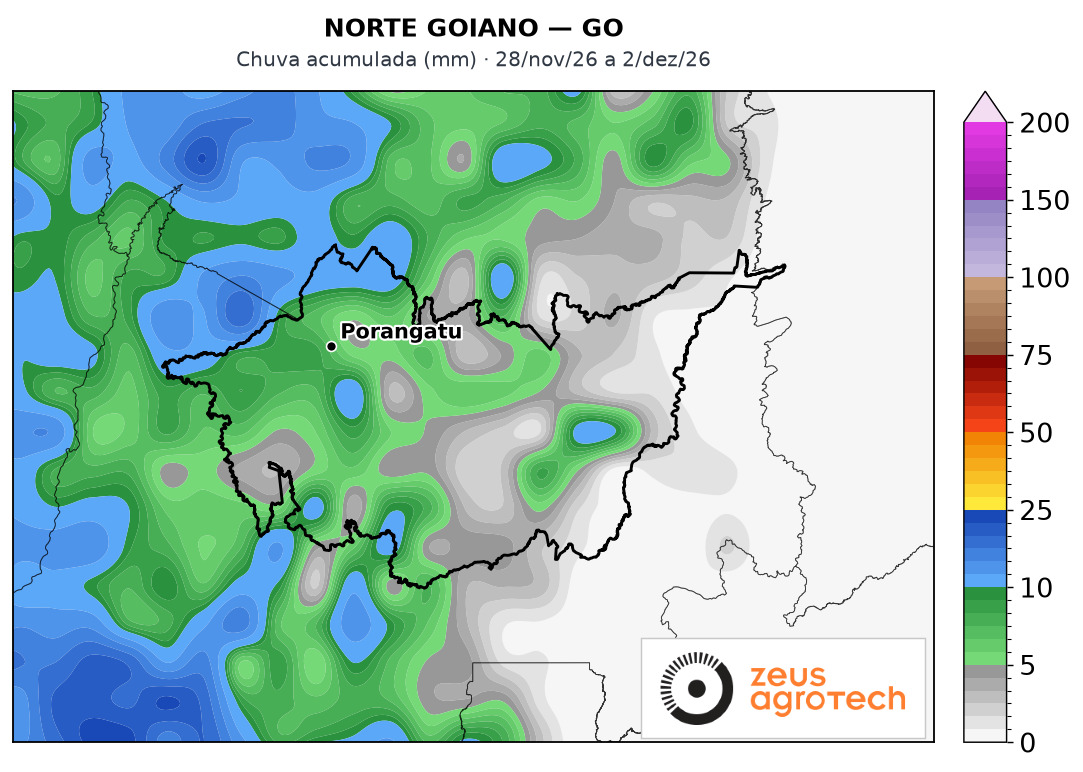 NORTE GOIANO — GO
Chuva acumulada (mm) · 28/nov/26 a 2/dez/26
200
150
100
75
50
25
10
5
0
Porangatu
zeus
agrotech